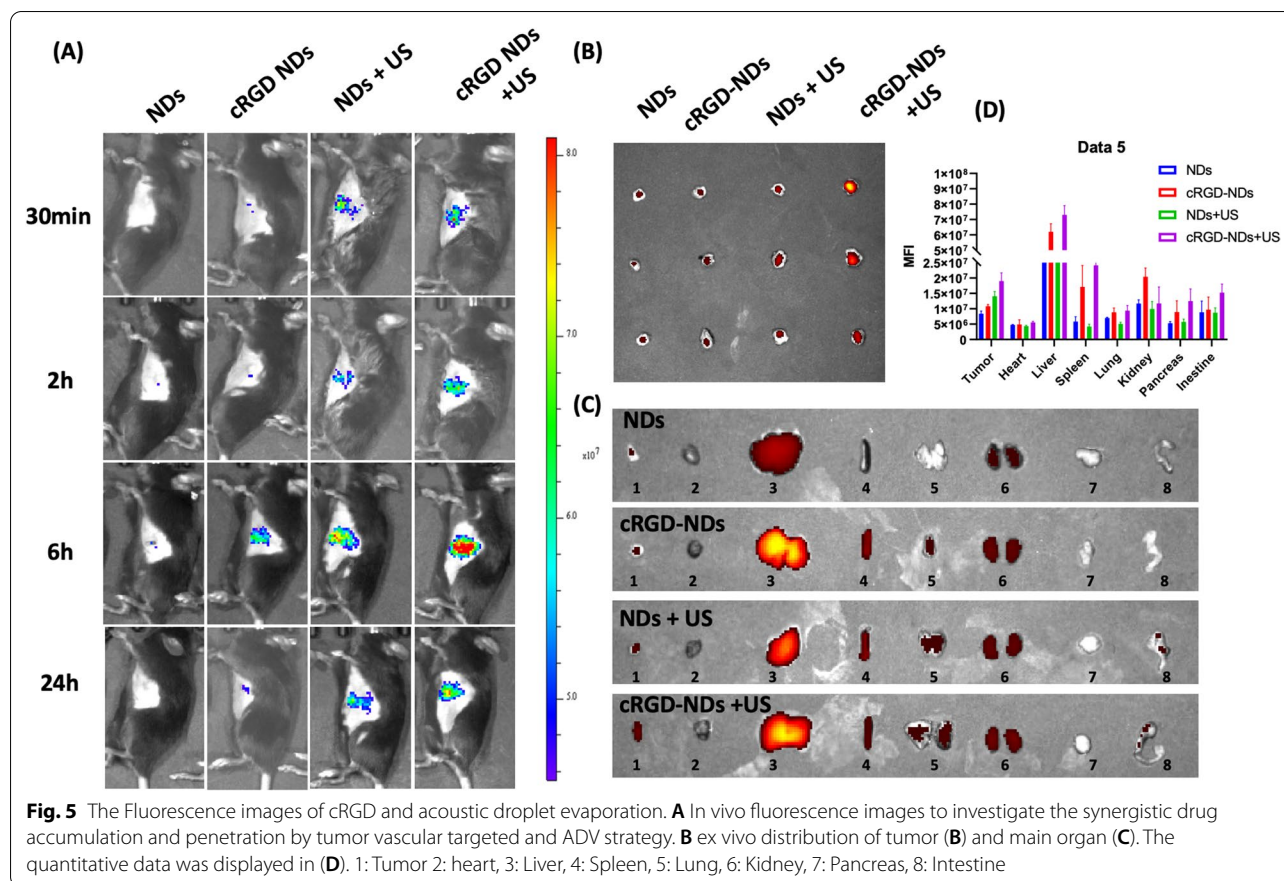 (A)
NDs
cRGD NDs
NDs + US
cRGD NDs
+US
30min
2h
6h
24h
8.0
7.0
x10⁷
6.0
5.0
(B)
NDs
cRGD-NDs
NDs + US
cRGD-NDs
+US
(D)
Data 5
NDs
cRGD-NDs
NDs+US
cRGD-NDs+US
MFI
1×10⁸
9×10⁷
8×10⁷
7×10⁷
6×10⁷
5×10⁷
2.5×10⁷
1.5×10⁷
1×10⁷
5×10⁶
0
Tumor
Heart
Liver
Spleen
Lung
Kidney
Pancreas
Inestine
(C)
NDs
1 2 3 4 5 6 7 8
cRGD-NDs
1 2 3 4 5 6 7 8
NDs + US
1 2 3 4 5 6 7 8
cRGD-NDs +US
1 2 3 4 5 6 7 8
Fig. 5 The Fluorescence images of cRGD and acoustic droplet evaporation. A In vivo fluorescence images to investigate the synergistic drug
accumulation and penetration by tumor vascular targeted and ADV strategy. B ex vivo distribution of tumor (B) and main organ (C). The
quantitative data was displayed in (D). 1: Tumor 2: heart, 3: Liver, 4: Spleen, 5: Lung, 6: Kidney, 7: Pancreas, 8: Intestine